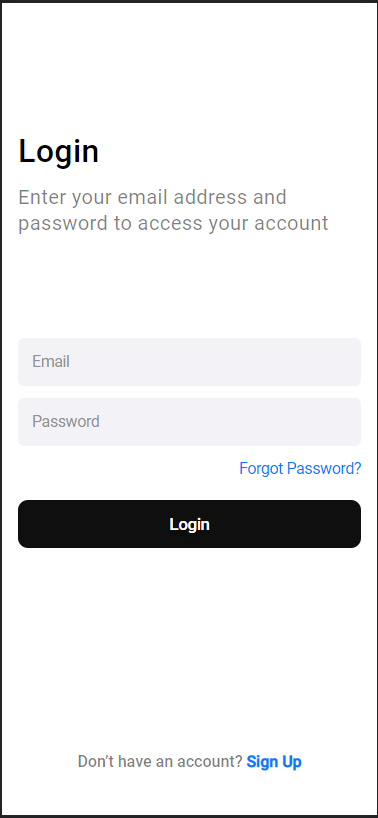 Login
Enter your email address and
password to access your account
Email
Password
Forgot Password?
Login
Don’t have an account? Sign Up